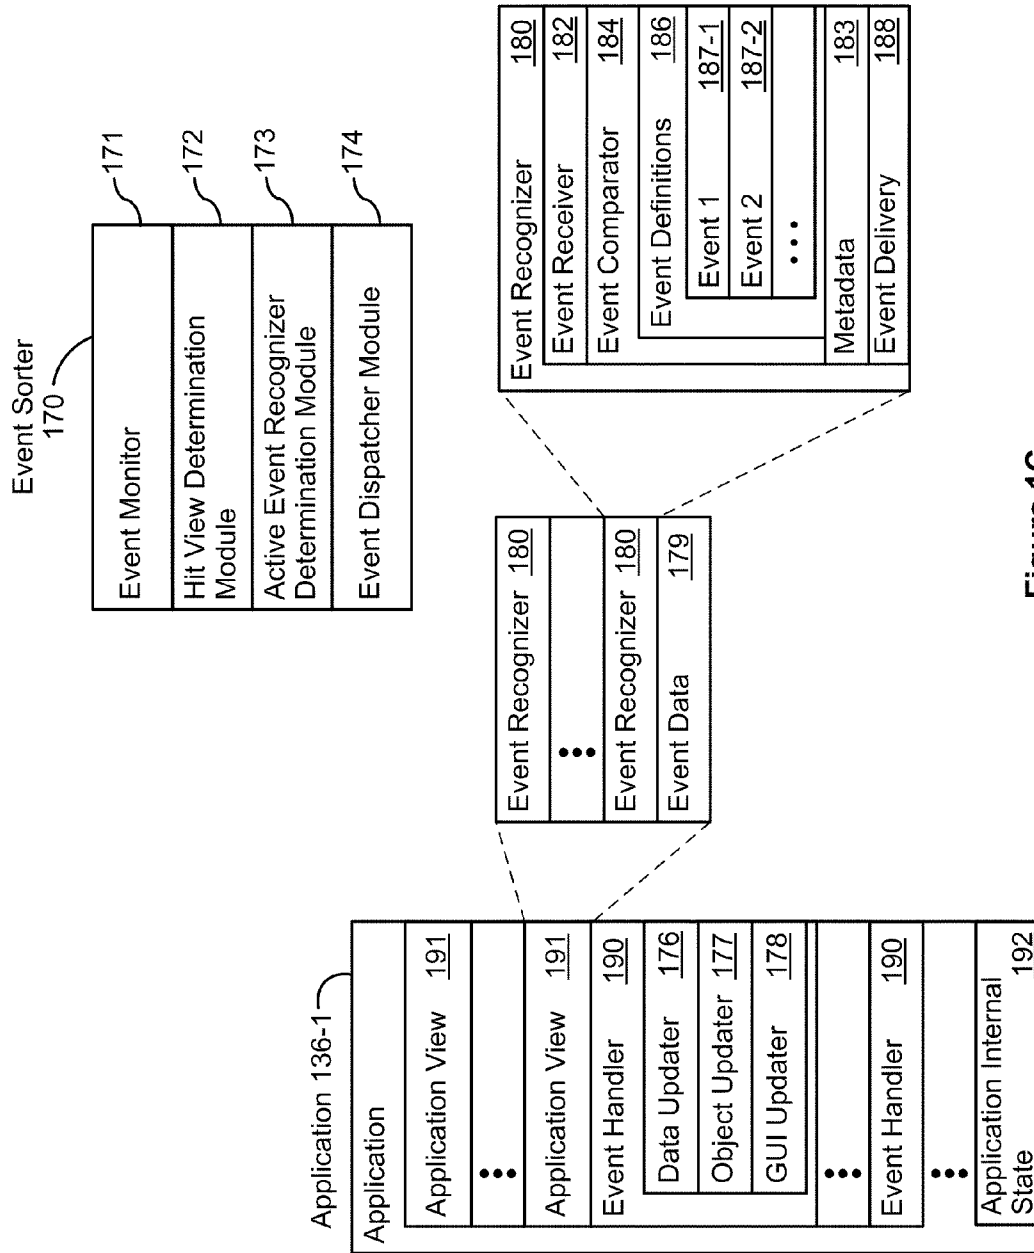 Event Sorter
170
Event Monitor
171
Hit View Determination
Module
172
Active Event Recognizer
Determination Module
173
Event Dispatcher Module
174
Application 136-1
Application
Application View 191
•••
Application View 191
Event Handler 190
Data Updater 176
Object Updater 177
GUI Updater 178
•••
Event Handler 190
•••
Application Internal
State 192
Event Recognizer 180
•••
Event Recognizer 180
Event Data 179
Event Recognizer 180
Event Receiver 182
Event Comparator 184
Event Definitions 186
Event 1 187-1
Event 2 187-2
•••
Metadata 183
Event Delivery 188
Figure 1C